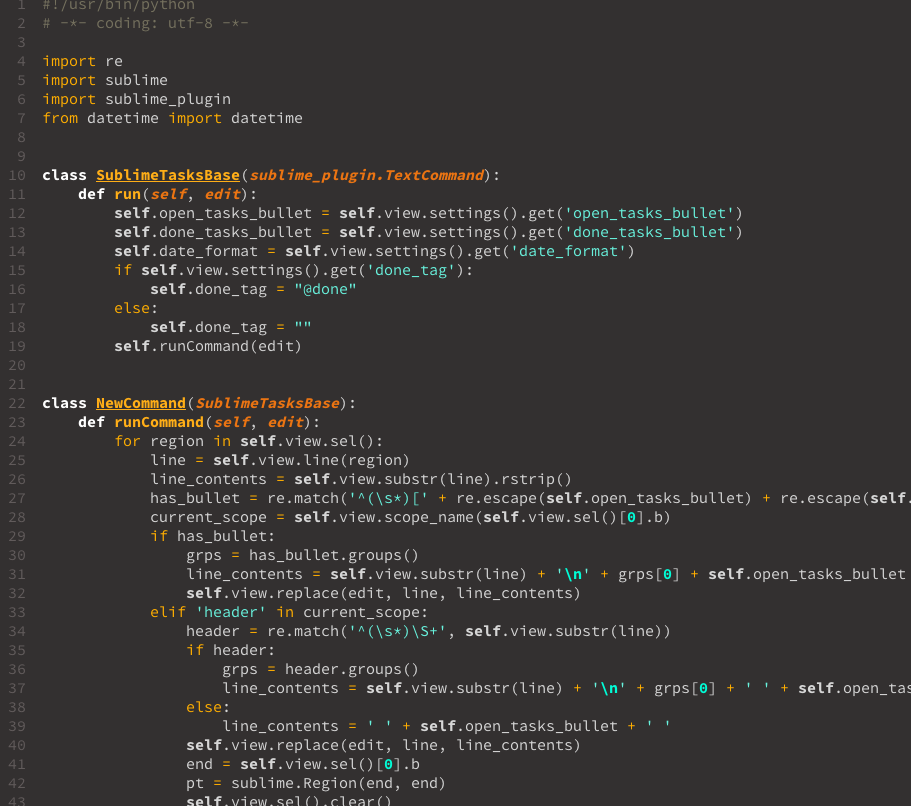 1 #!/usr/bin/python
2 # -*- coding: utf-8 -*-
3
4 import re
5 import sublime
6 import sublime_plugin
7 from datetime import datetime
8
9
10 class SublimeTasksBase(sublime_plugin.TextCommand):
11     def run(self, edit):
12         self.open_tasks_bullet = self.view.settings().get('open_tasks_bullet')
13         self.done_tasks_bullet = self.view.settings().get('done_tasks_bullet')
14         self.date_format = self.view.settings().get('date_format')
15         if self.view.settings().get('done_tag'):
16             self.done_tag = "@done"
17         else:
18             self.done_tag = ""
19         self.runCommand(edit)
20
21
22 class NewCommand(SublimeTasksBase):
23     def runCommand(self, edit):
24         for region in self.view.sel():
25             line = self.view.line(region)
26             line_contents = self.view.substr(line).rstrip()
27             has_bullet = re.match('^(\s*)[' + re.escape(self.open_tasks_bullet) + re.escape(self.
28             current_scope = self.view.scope_name(self.view.sel()[0].b)
29             if has_bullet:
30                 grps = has_bullet.groups()
31                 line_contents = self.view.substr(line) + '\n' + grps[0] + self.open_tasks_bullet
32                 self.view.replace(edit, line, line_contents)
33             elif 'header' in current_scope:
34                 header = re.match('^(\s*)\S+', self.view.substr(line))
35                 if header:
36                     grps = header.groups()
37                     line_contents = self.view.substr(line) + '\n' + grps[0] + ' ' + self.open_tas
38                 else:
39                     line_contents = ' ' + self.open_tasks_bullet + ' '
40                 self.view.replace(edit, line, line_contents)
41                 end = self.view.sel()[0].b
42                 pt = sublime.Region(end, end)
43                 self.view.sel().clear()